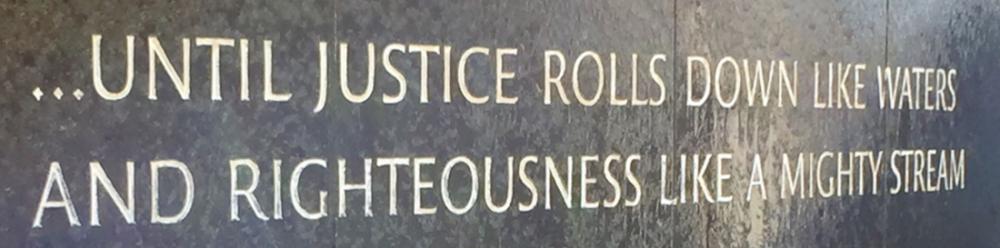 ...UNTIL JUSTICE ROLLS DOWN LIKE WATERS
AND RIGHTEOUSNESS LIKE A MIGHTY STREAM